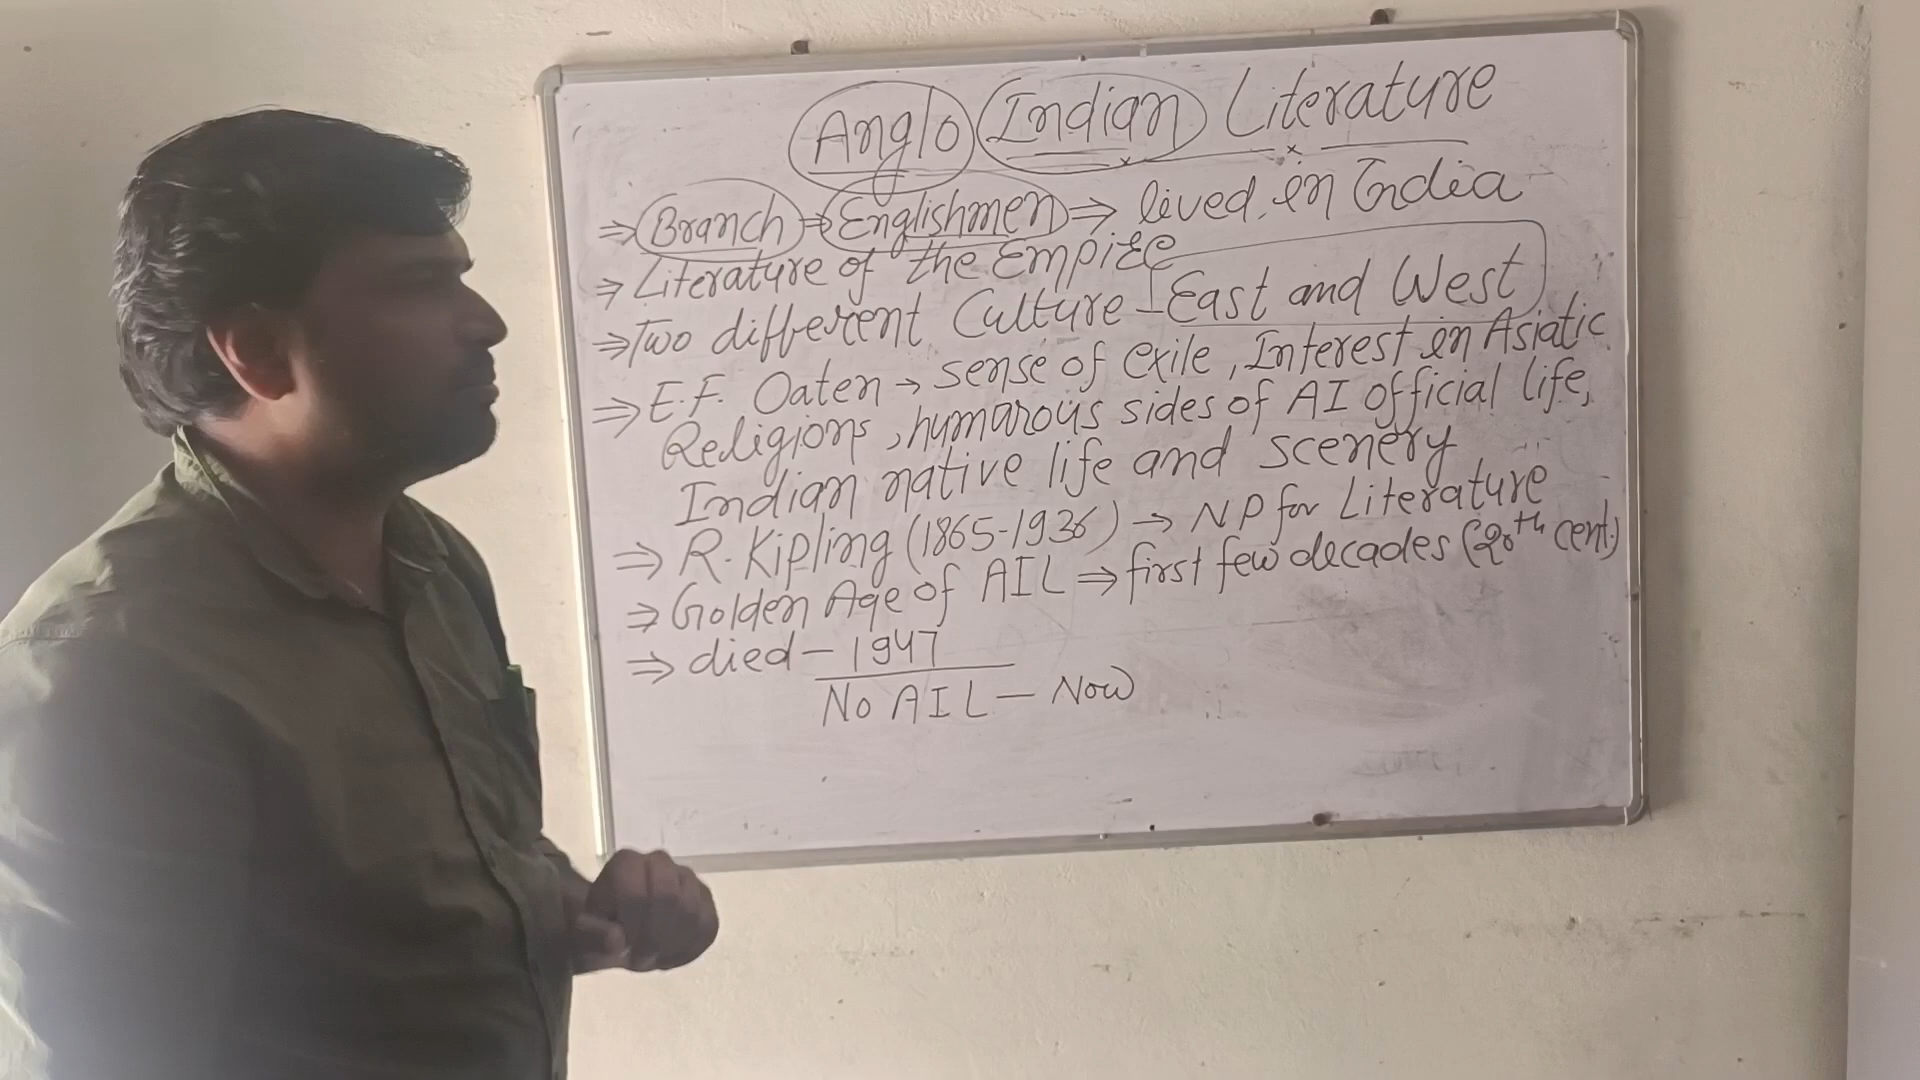 Anglo Indian Literature
⇒ Branch ⇒ Englishmen ⇒ lived in India
⇒ Literature of the Empire
⇒ Two different Culture - East and West
⇒ E.F. Oaten → sense of exile, Interest in Asiatic
Religions, humarous sides of AI official life,
Indian native life and scenery
⇒ R. Kipling (1865-1936) → NP for Literature
⇒ Golden Age of AIL ⇒ first few decades (20th cent.)
⇒ died - 1947
No AIL - Now